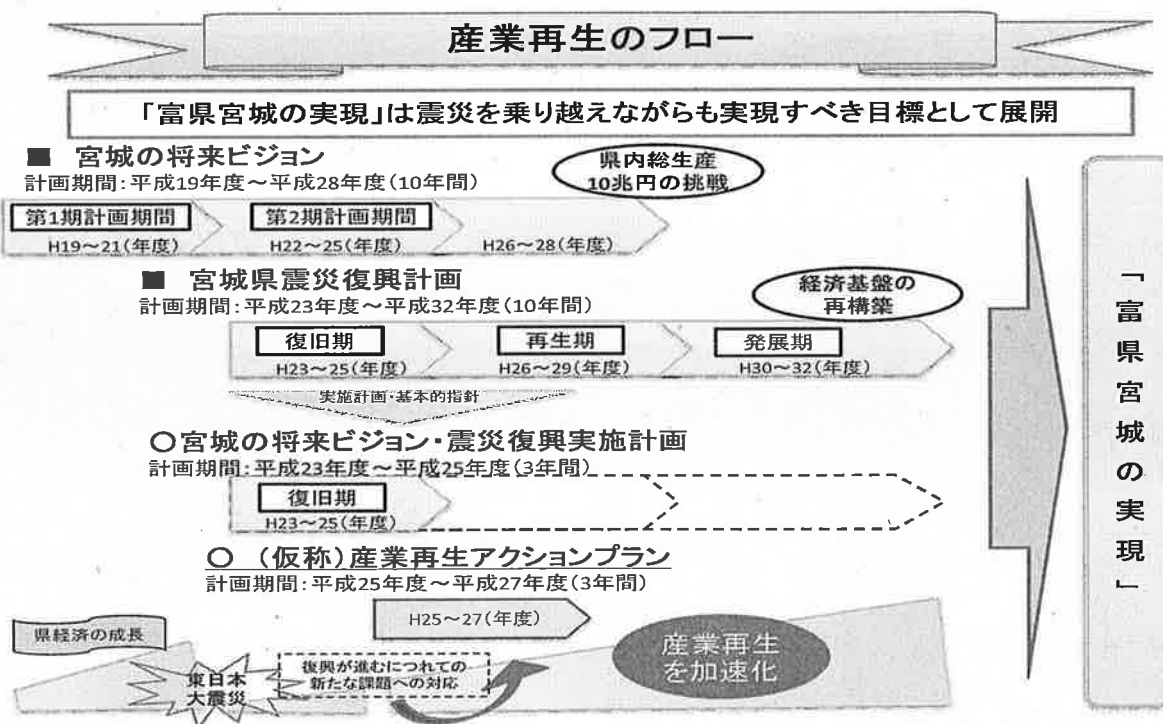 産業再生のフロー
「富県宮城の実現」は震災を乗り越えながらも実現すべき目標として展開
■ 宮城の将来ビジョン
計画期間:平成19年度～平成28年度(10年間)
県内総生産
10兆円の挑戦
第1期計画期間
H19～21(年度)
第2期計画期間
H22～25(年度)
H26～28(年度)
■ 宮城県震災復興計画
計画期間:平成23年度～平成32年度(10年間)
経済基盤の
再構築
復旧期
H23～25(年度)
再生期
H26～29(年度)
発展期
H30～32(年度)
実施計画・基本的指針
○宮城の将来ビジョン・震災復興実施計画
計画期間:平成23年度～平成25年度(3年間)
復旧期
H23～25(年度)
○ (仮称)産業再生アクションプラン
計画期間:平成25年度～平成27年度(3年間)
H25～27(年度)
県経済の成長
東日本
大震災
復興が進むにつれての
新たな課題への対応
産業再生
を加速化
「富県宮城の実現」